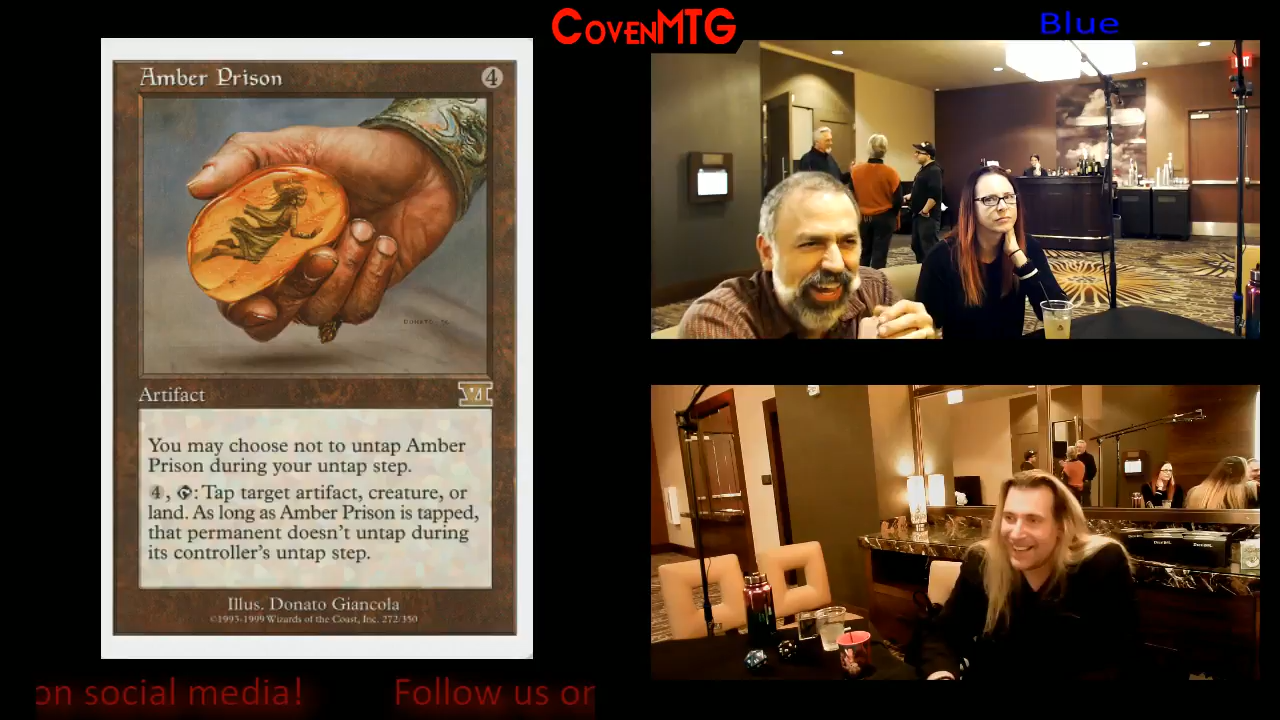 CovenMTG
Blue
Amber Prison
4
Artifact
VI
You may choose not to untap Amber
Prison during your untap step.
4, : Tap target artifact, creature, or
land. As long as Amber Prison is tapped,
that permanent doesn't untap during
its controller's untap step.
Illus. Donato Giancola
©1993-1999 Wizards of the Coast, Inc. 272/350
on social media! Follow us or